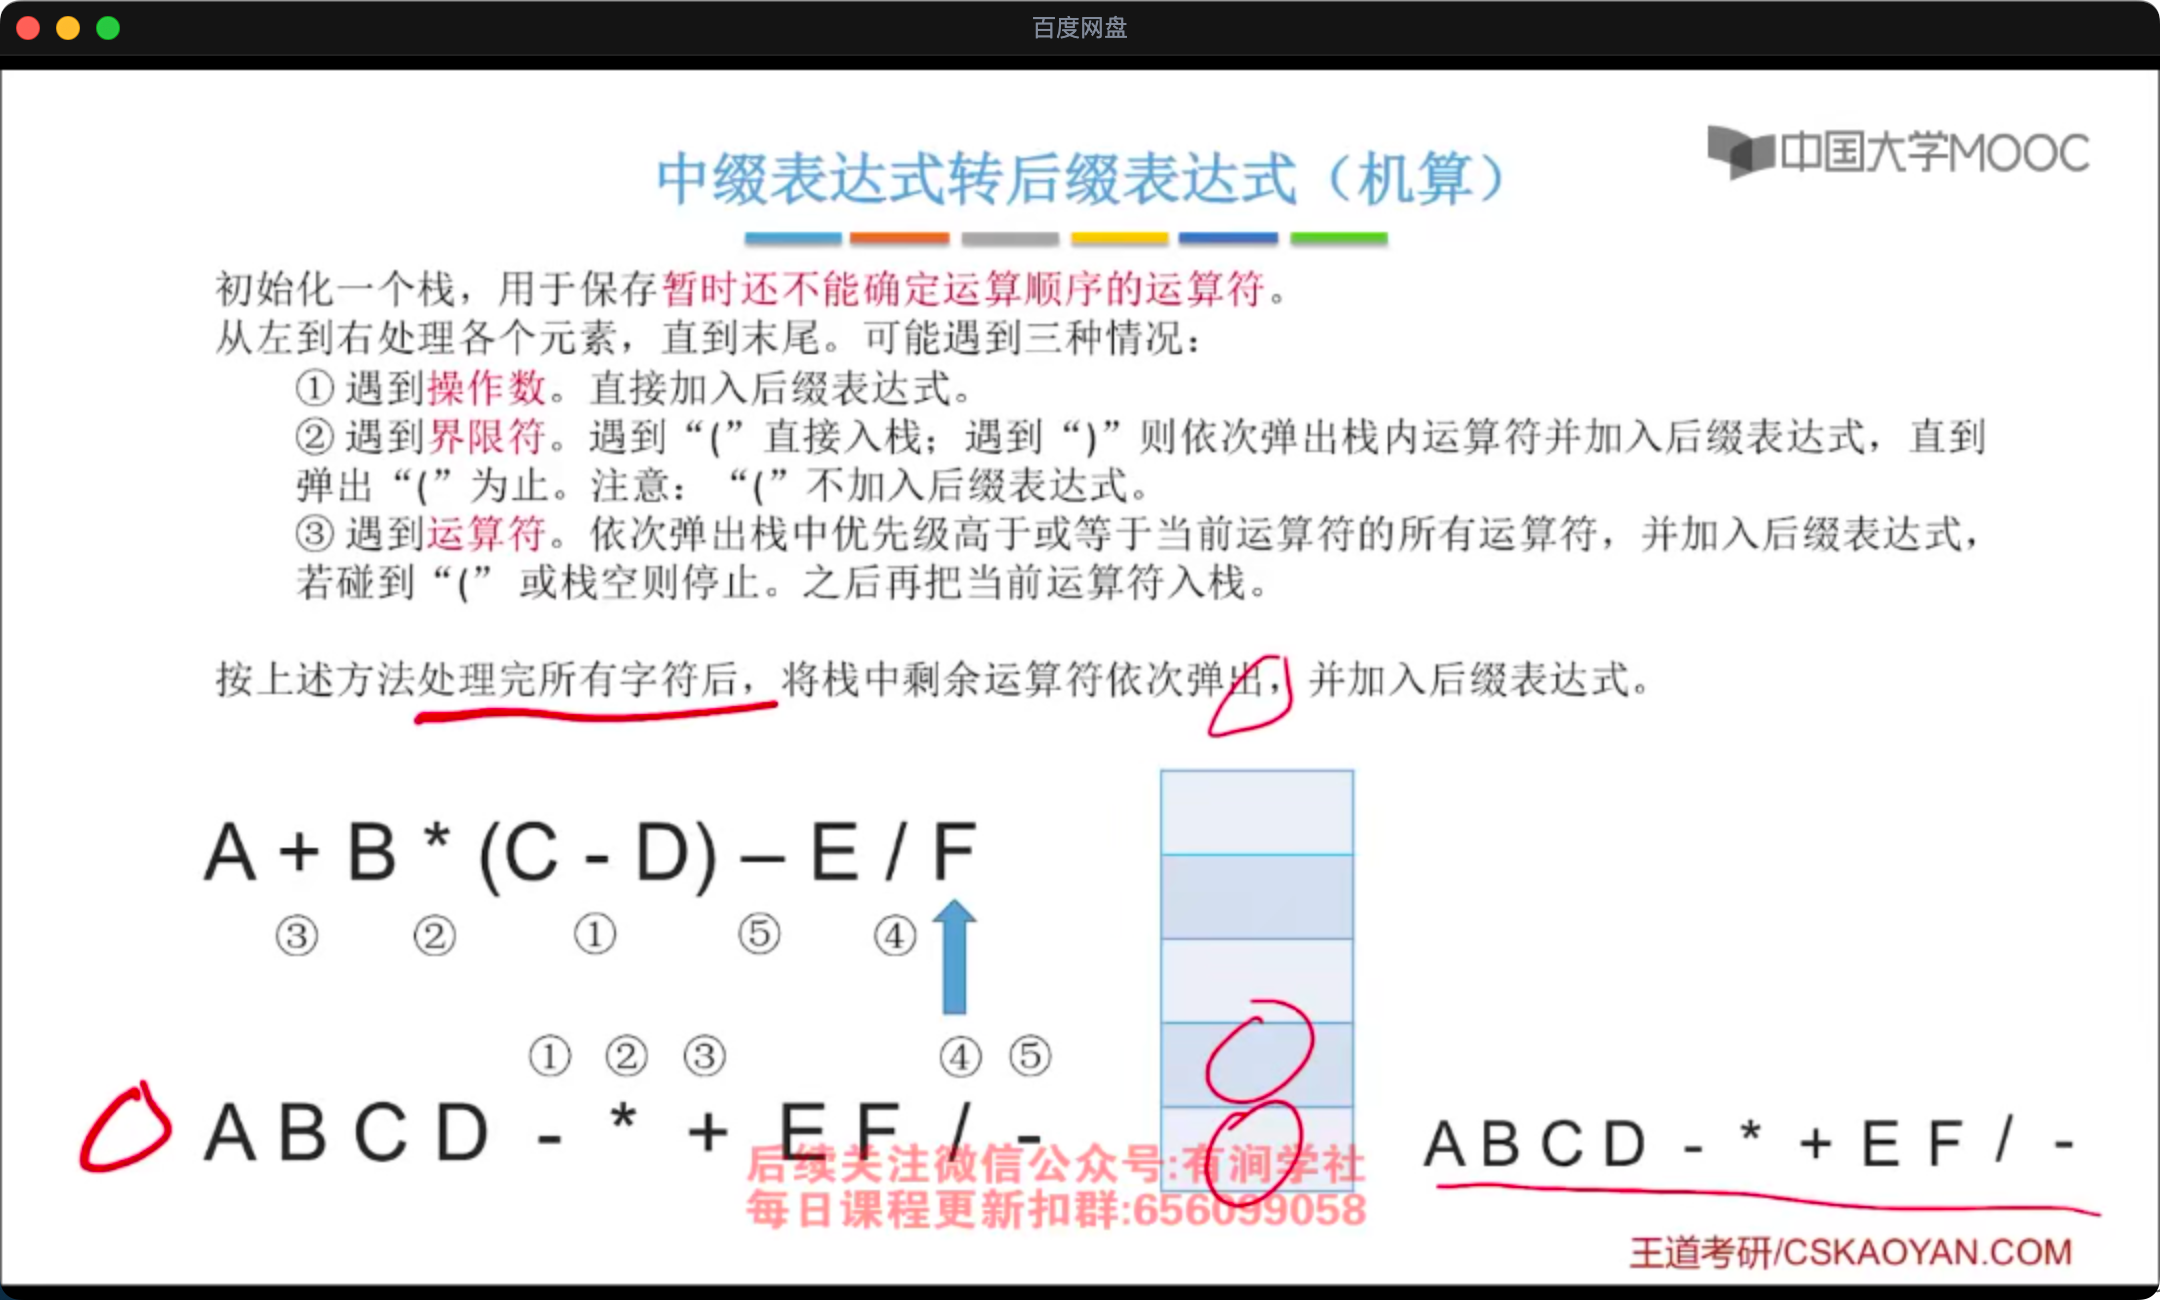 百度网盘
中国大学MOOC
中缀表达式转后缀表达式（机算）
初始化一个栈，用于保存暂时还不能确定运算顺序的运算符。
从左到右处理各个元素，直到末尾。可能遇到三种情况：
① 遇到操作数。直接加入后缀表达式。
② 遇到界限符。遇到“(”直接入栈；遇到“)”则依次弹出栈内运算符并加入后缀表达式，直到
弹出“(”为止。注意：“(”不加入后缀表达式。
③ 遇到运算符。依次弹出栈中优先级高于或等于当前运算符的所有运算符，并加入后缀表达式，
若碰到“(” 或栈空则停止。之后再把当前运算符入栈。
按上述方法处理完所有字符后，将栈中剩余运算符依次弹出，并加入后缀表达式。
A + B * (C - D) – E / F
③ ② ① ⑤ ④
① ② ③ ④ ⑤
A B C D - * + E F / -
A B C D - * + E F / -
后续关注微信公众号:有涧学社
每日课程更新扣群:656099058
王道考研/CSKAOYAN.COM